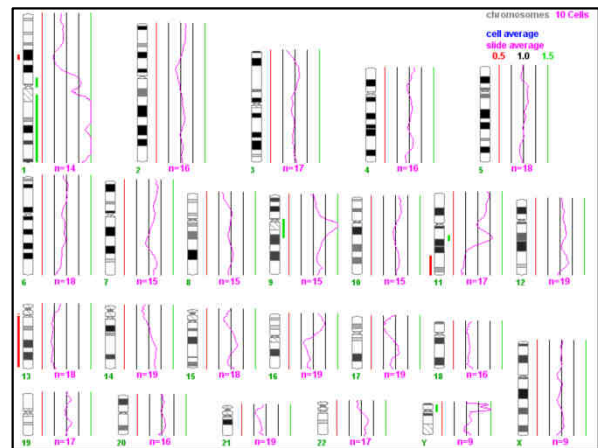 chromosomes 10 Cells
cell average
slide average
0.5 1.0 1.5
1 n=14
2 n=16
3 n=17
4 n=16
5 n=18
6 n=18
7 n=15
8 n=15
9 n=15
10 n=15
11 n=17
12 n=19
13 n=18
14 n=19
15 n=18
16 n=19
17 n=19
18 n=16
19 n=17
20 n=16
21 n=19
22 n=17
Y n=9
X n=9